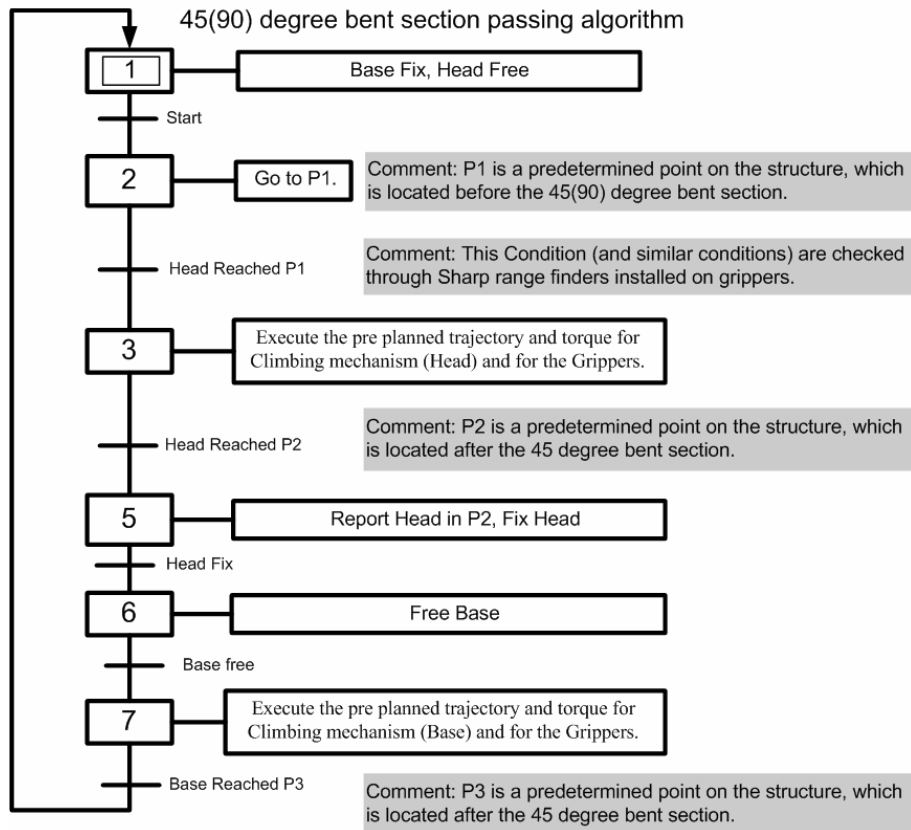 45(90) degree bent section passing algorithm
1
Base Fix, Head Free
Start
2
Go to P1.
Comment: P1 is a predetermined point on the structure, which
is located before the 45(90) degree bent section.
Head Reached P1
Comment: This Condition (and similar conditions) are checked
through Sharp range finders installed on grippers.
3
Execute the pre planned trajectory and torque for
Climbing mechanism (Head) and for the Grippers.
Head Reached P2
Comment: P2 is a predetermined point on the structure, which
is located after the 45 degree bent section.
5
Report Head in P2, Fix Head
Head Fix
6
Free Base
Base free
7
Execute the pre planned trajectory and torque for
Climbing mechanism (Base) and for the Grippers.
Base Reached P3
Comment: P3 is a predetermined point on the structure, which
is located after the 45 degree bent section.